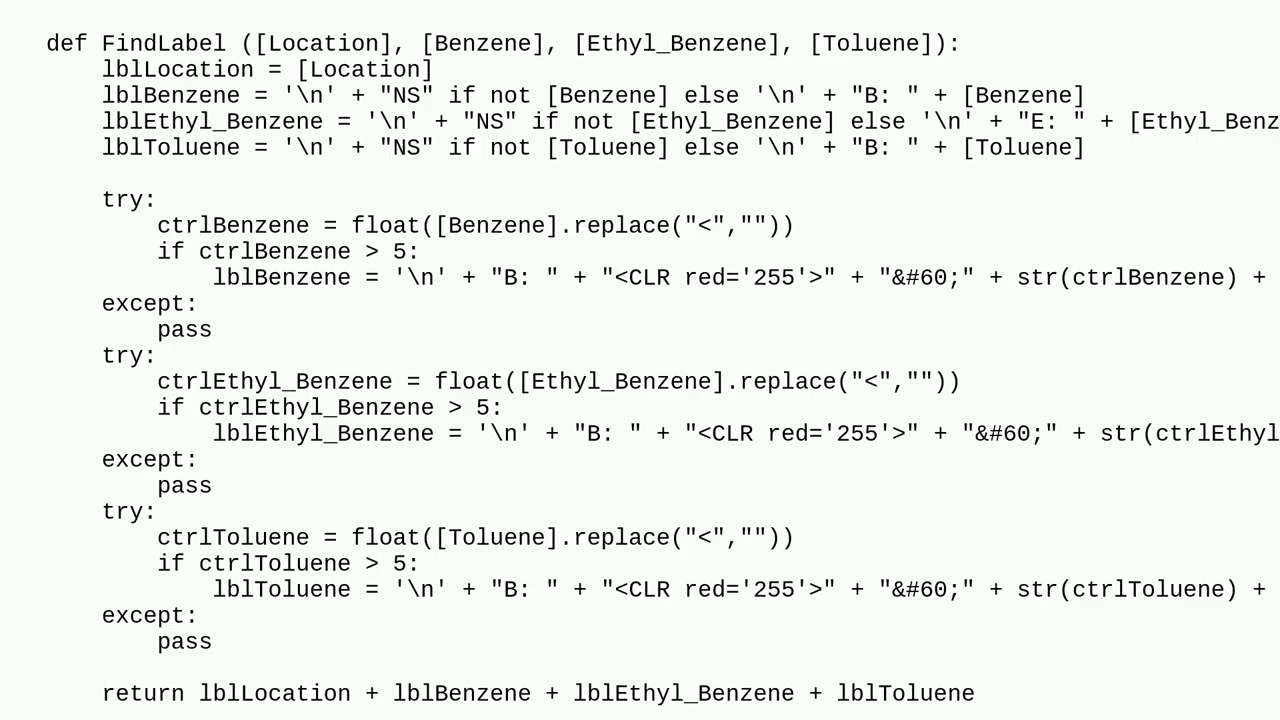 def FindLabel ([Location], [Benzene], [Ethyl_Benzene], [Toluene]):
    lblLocation = [Location]
    lblBenzene = '\n' + "NS" if not [Benzene] else '\n' + "B: " + [Benzene]
    lblEthyl_Benzene = '\n' + "NS" if not [Ethyl_Benzene] else '\n' + "E: " + [Ethyl_Benz
    lblToluene = '\n' + "NS" if not [Toluene] else '\n' + "B: " + [Toluene]

    try:
        ctrlBenzene = float([Benzene].replace("<",""))
        if ctrlBenzene > 5:
            lblBenzene = '\n' + "B: " + "<CLR red='255'>" + "&#60;" + str(ctrlBenzene) +
    except:
        pass
    try:
        ctrlEthyl_Benzene = float([Ethyl_Benzene].replace("<",""))
        if ctrlEthyl_Benzene > 5:
            lblEthyl_Benzene = '\n' + "B: " + "<CLR red='255'>" + "&#60;" + str(ctrlEthyl
    except:
        pass
    try:
        ctrlToluene = float([Toluene].replace("<",""))
        if ctrlToluene > 5:
            lblToluene = '\n' + "B: " + "<CLR red='255'>" + "&#60;" + str(ctrlToluene) +
    except:
        pass

    return lblLocation + lblBenzene + lblEthyl_Benzene + lblToluene